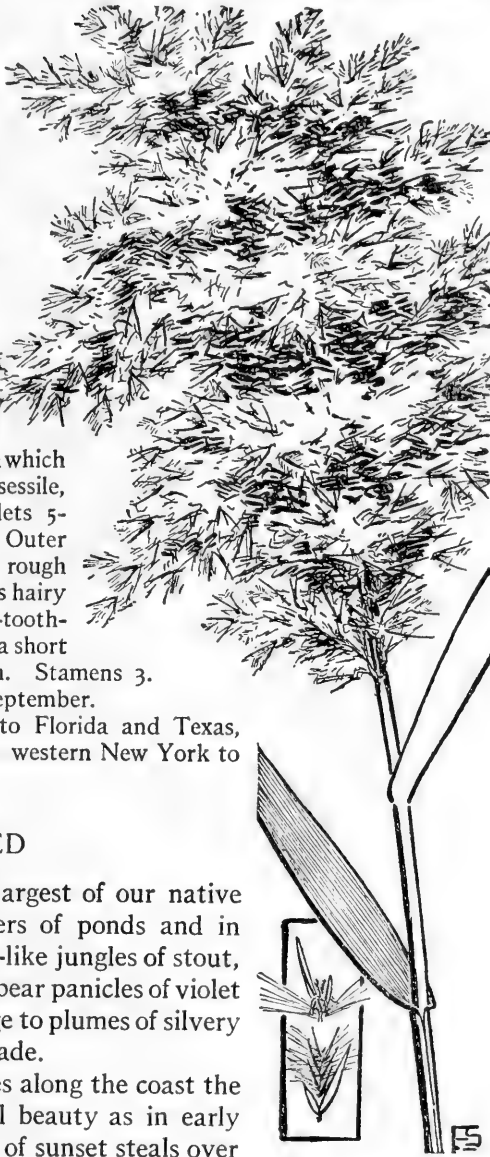 which
sessile,
lets 5-
Outer
rough
s hairy
-tooth-
a short
n. Stamens 3.
eptember.
to Florida and Texas,
western New York to
ED
argest of our native
ers of ponds and in
-like jungles of stout,
bear panicles of violet
ge to plumes of silvery
ade.
es along the coast the
l beauty as in early
of sunset steals over